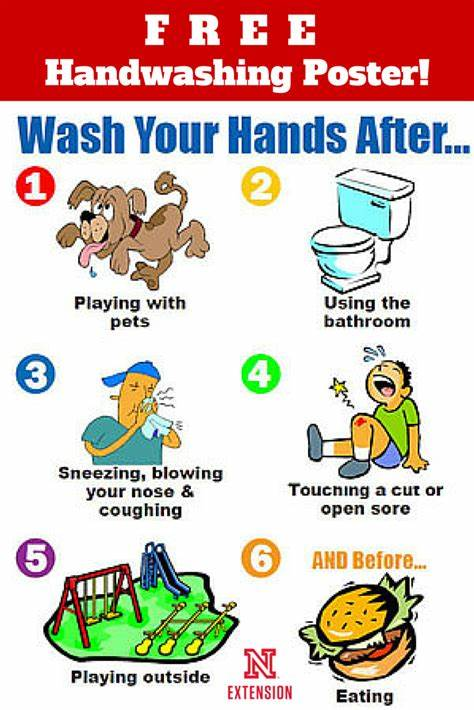 FREE
Handwashing Poster!
Wash Your Hands After...
1
2
Playing with
pets
Using the
bathroom
3
4
Sneezing, blowing
your nose &
coughing
Touching a cut or
open sore
5
6
AND Before...
Playing outside
N
EXTENSION
Eating